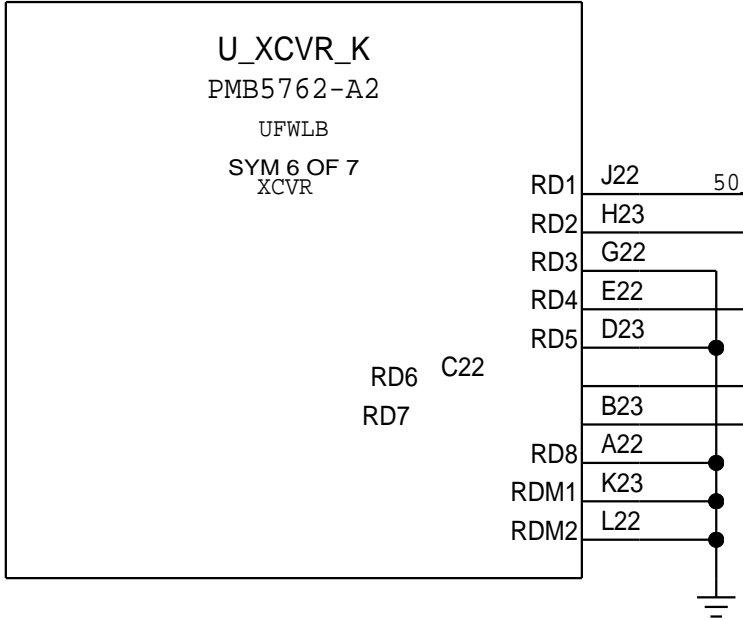 U_XCVR_K
PMB5762-A2
UFWLB
SYM 6 OF 7
XCVR
RD1 J22 50
RD2 H23
RD3 G22
RD4 E22
RD5 D23
RD6 C22
RD7
B23
RD8 A22
RDM1 K23
RDM2 L22